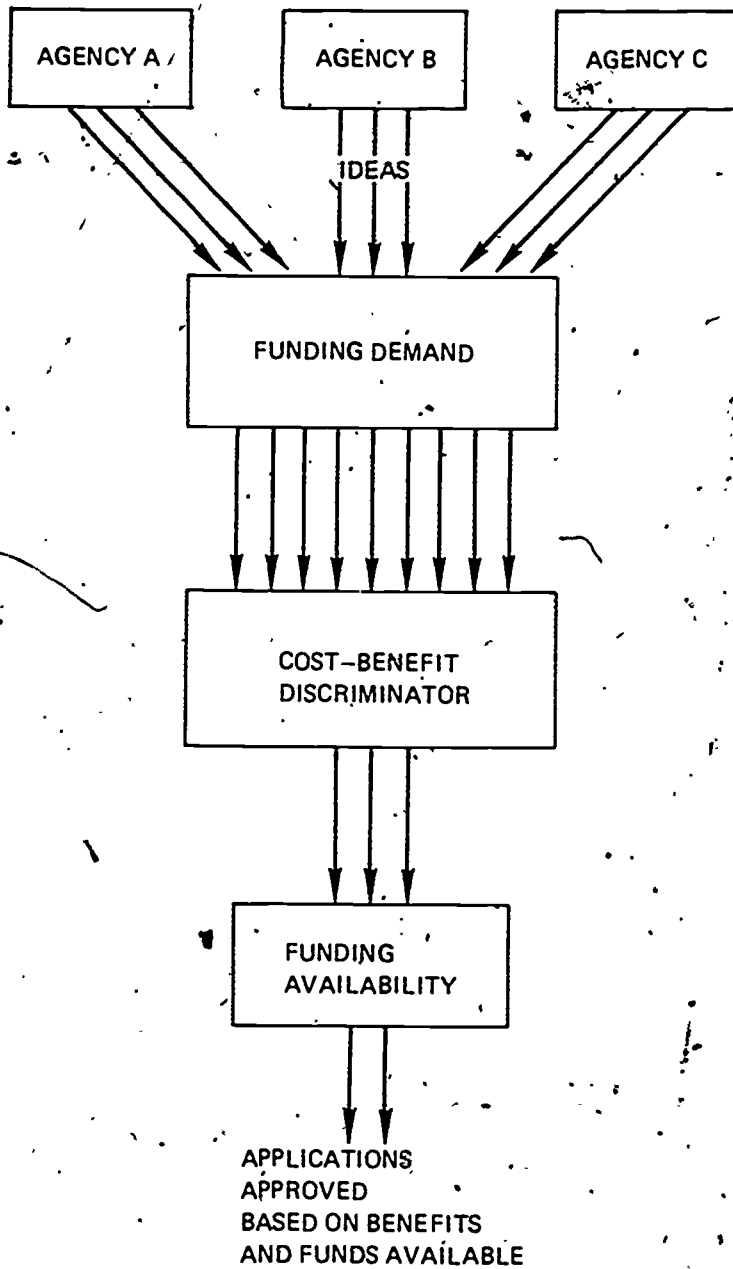 AGENCY A
AGENCY B
AGENCY C
IDEAS
FUNDING DEMAND
COST-BENEFIT
DISCRIMINATOR
FUNDING
AVAILABILITY
APPLICATIONS
APPROVED
BASED ON BENEFITS
AND FUNDS AVAILABLE